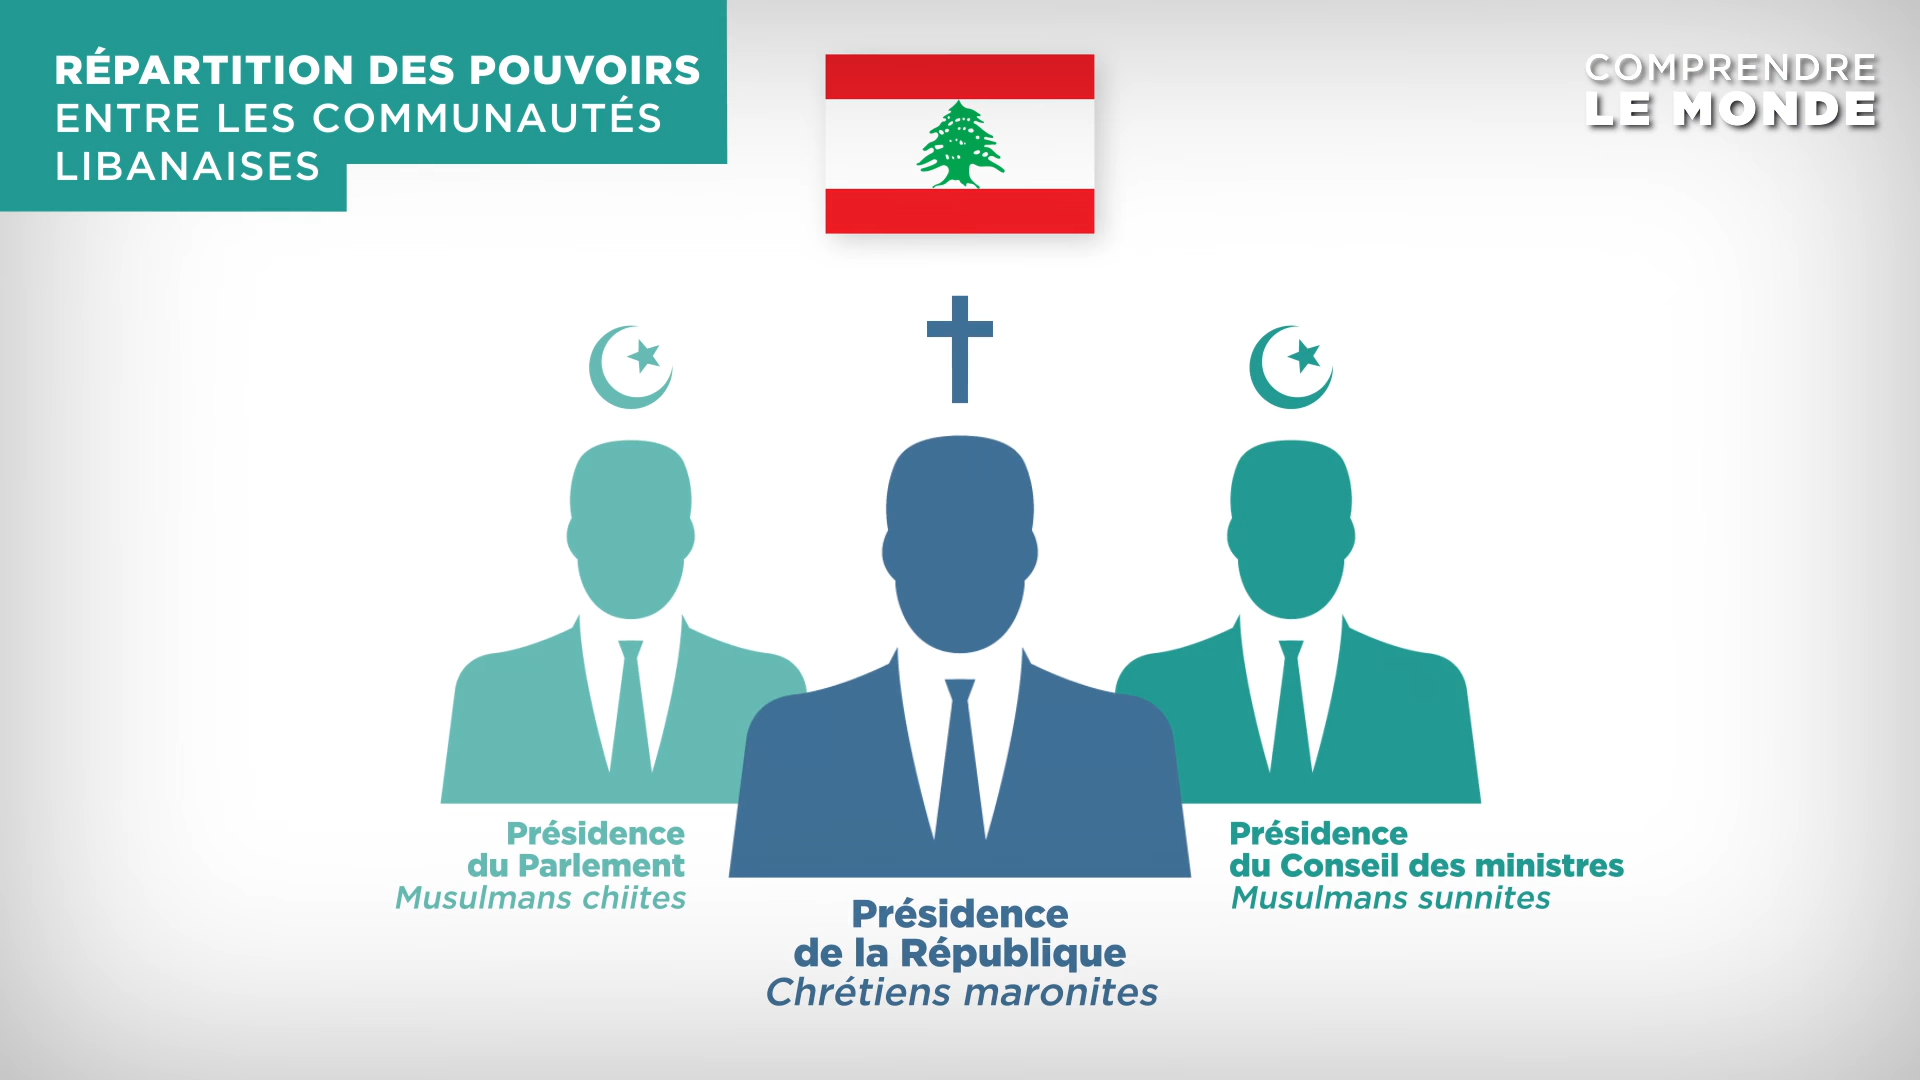 RÉPARTITION DES POUVOIRS
ENTRE LES COMMUNAUTÉS
LIBANAISES
COMPRENDRE
LE MONDE
Présidence
du Parlement
Musulmans chiites
Présidence
de la République
Chrétiens maronites
Présidence
du Conseil des ministres
Musulmans sunnites